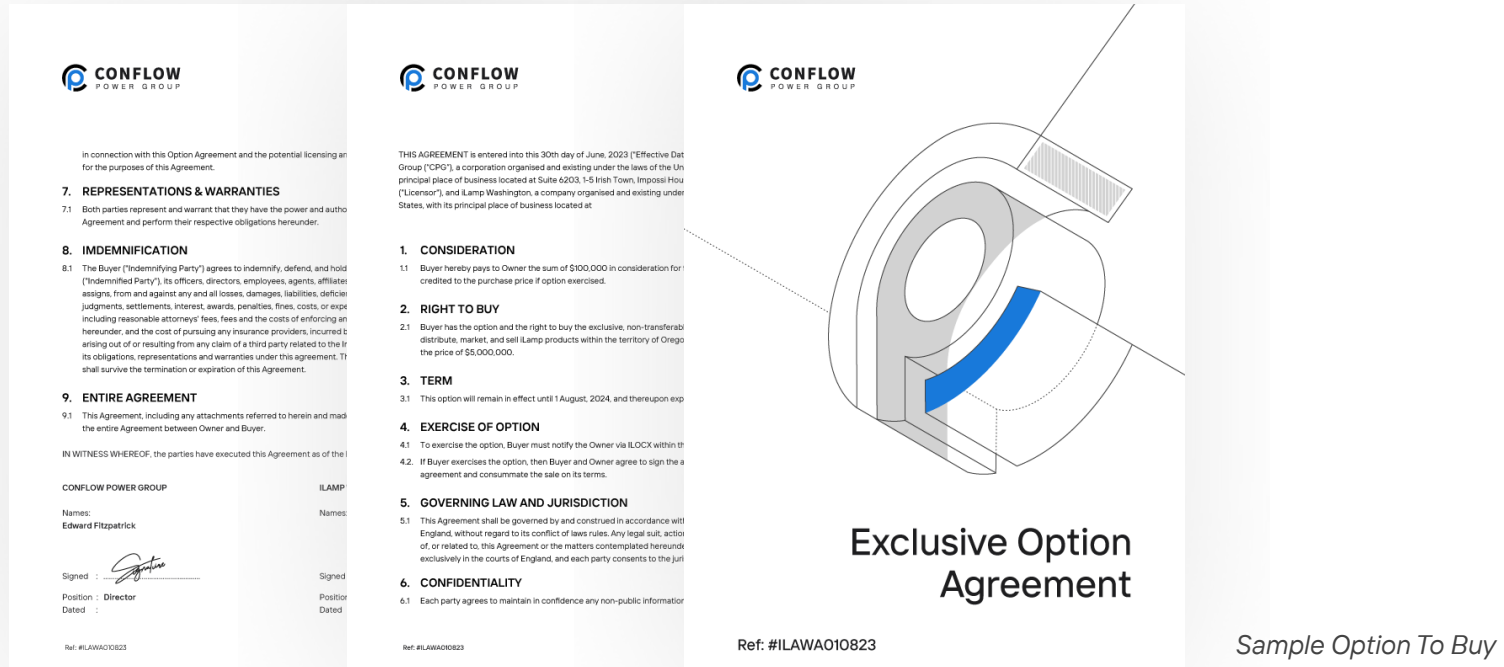 CONFLOW
POWER GROUP
in connection with this Option Agreement and the potential licensing an
for the purposes of this Agreement.
7. REPRESENTATIONS & WARRANTIES
7.1 Both parties represent and warrant that they have the power and autho
Agreement and perform their respective obligations hereunder.
8. IMDEMNIFICATION
8.1 The Buyer ("Indemnifying Party") agrees to indemnify, defend, and hold
("Indemnified Party"), its officers, directors, employees, agents, affiliates
assigns, from and against any and all losses, damages, liabilities, deficie
judgments, settlements, interest, awards, penalties, fines, costs, or expe
including reasonable attorneys' fees, fees and the costs of enforcing an
hereunder, and the cost of pursuing any insurance providers, incurred b
arising out of or resulting from any claim of a third party related to the
its obligations, representations and warranties under this agreement. Th
shall survive the termination or expiration of this Agreement.
9. ENTIRE AGREEMENT
9.1 This Agreement, including any attachments referred to herein and mad
the entire Agreement between Owner and Buyer.
IN WITNESS WHEREOF, the parties have executed this Agreement as of the
CONFLOW POWER GROUP
ILAMP
Names:
Names:
Edward Fitzpatrick
Signature
Signed :
Signed
Position : Director
Position
Dated :
Dated
Ref: #ILAWA010823
CONFLOW
POWER GROUP
THIS AGREEMENT is entered into this 30th day of June, 2023 ("Effective Dat
Group ("CPG"), a corporation organised and existing under the laws of the Un
principal place of business located at Suite 6203, 1-5 Irish Town, Impossi Hou
("Licensor"), and iLamp Washington, a company organised and existing under
States, with its principal place of business located at
1. CONSIDERATION
1.1 Buyer hereby pays to Owner the sum of $100,000 in consideration for
credited to the purchase price if option exercised.
2. RIGHT TO BUY
2.1 Buyer has the option and the right to buy the exclusive, non-transferabl
distribute, market, and sell iLamp products within the territory of Orego
the price of $5,000,000.
3. TERM
3.1 This option will remain in effect until 1 August, 2024, and thereupon exp
4. EXERCISE OF OPTION
4.1 To exercise the option, Buyer must notify the Owner via ILOCX within th
4.2. If Buyer exercises the option, then Buyer and Owner agree to sign the a
agreement and consummate the sale on its terms.
5. GOVERNING LAW AND JURISDICTION
5.1 This Agreement shall be governed by and construed in accordance with
England, without regard to its conflict of laws rules. Any legal suit, action
of, or related to, this Agreement or the matters contemplated hereunde
exclusively in the courts of England, and each party consents to the juri
6. CONFIDENTIALITY
6.1 Each party agrees to maintain in confidence any non-public information
Ref: #ILAWA010823
CONFLOW
POWER GROUP
Exclusive Option
Agreement
Ref: #ILAWA010823
Sample Option To Buy